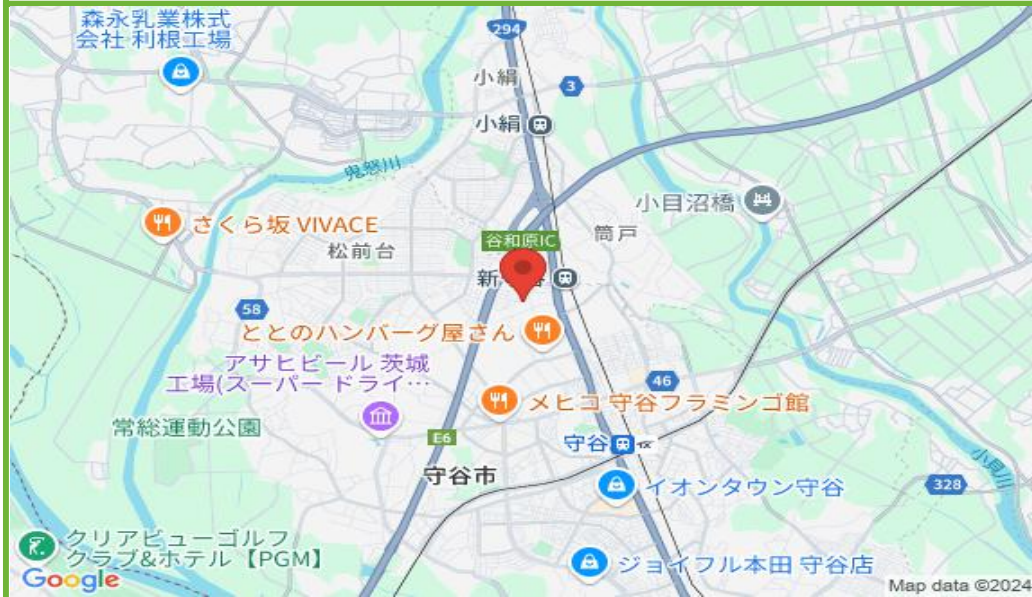 森永乳業株式
会社 利根工場
294
小絹
3
小絹
鬼怒川
小目沼橋
さくら坂 VIVACE
松前台
谷和原IC
筒戸
新
58
ととのハンバーグ屋さん
アサヒビール 茨城
工場(スーパー ドライ…
46
メヒコ 守谷フラミンゴ館
常総運動公園
E6
守谷
守谷市
小貝川
328
イオンタウン守谷
クリアビューゴルフ
クラブ&ホテル【PGM】
ジョイフル本田 守谷店
Google
Map data ©2024